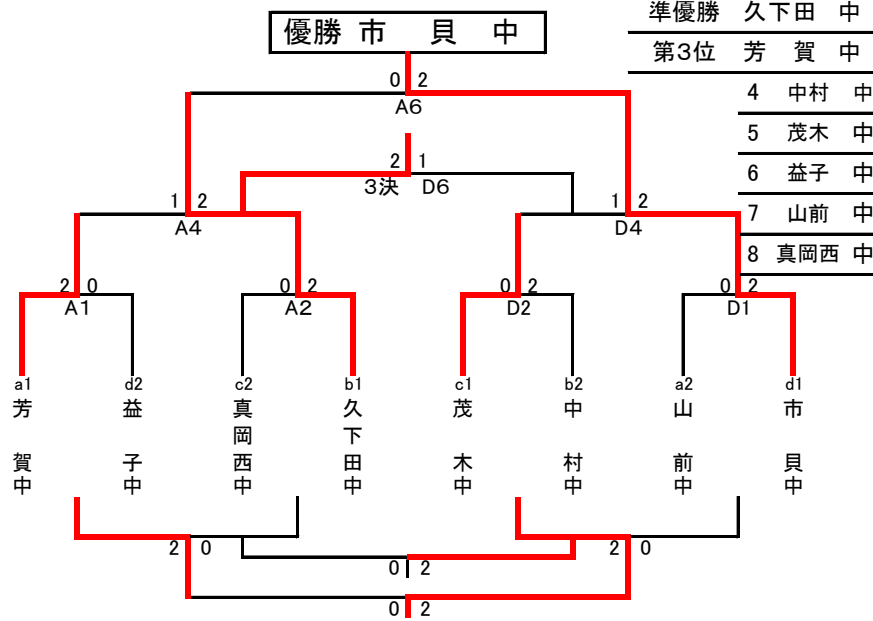 準優勝 久下田 中
優勝 市 貝 中
第3位 芳 賀 中
0 2
A6
4 中村 中
5 茂木 中
2 1
3決 D6
6 益子 中
1 2
A4
1 2
D4
7 山前 中
8 真岡西 中
2 0
A1
0 2
A2
0 2
D2
0 2
D1
a1 d2 c2 b1 c1 b2 a2 d1
芳賀中
益子中
真岡西中
久下田中
茂木中
中村中
山前中
市貝中
2 0
2 0
0 2
0 2